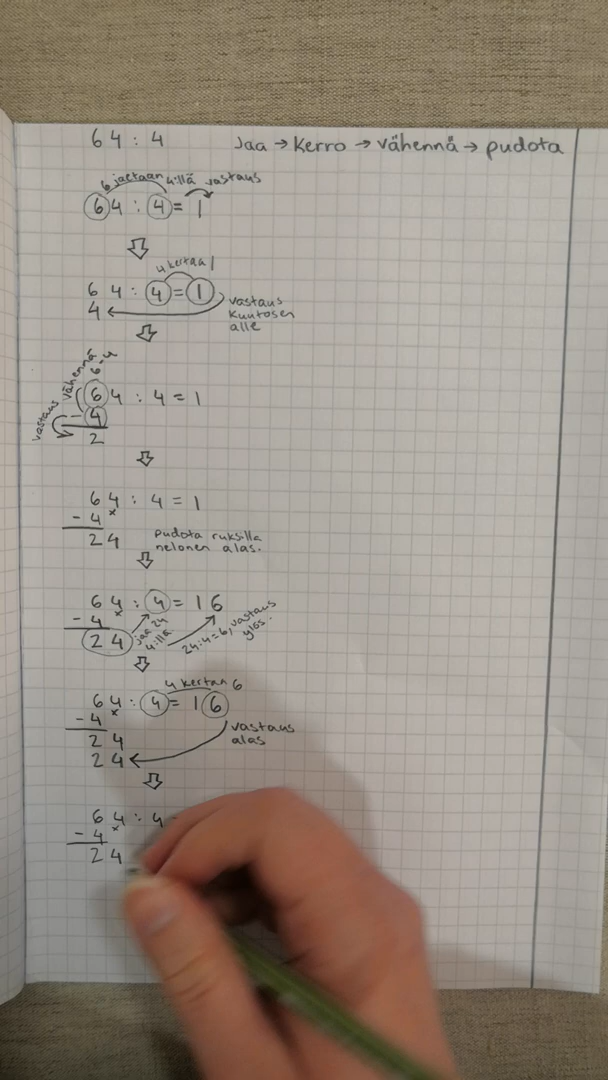 64 : 4
Jaa → kerro → vähennä → pudota
6 jaetaan 4:llä vastaus
64 : 4 = 1
4 kertaa 1
64 : 4 = 1
4
vastaus
kuutosen
alle
vähennä
6-4
vastaus
64 : 4 = 1
- 4
2
64 : 4 = 1
- 4 x
24
pudota ruksilla
nelonen alas.
64 : 4 = 16
- 4 x
24
jaa 24
4:llä
24:4=6, vastaus
ylös.
4 kertaa 6
64 : 4 = 16
- 4 x
24
24
vastaus
alas
64 : 4
- 4 x
24